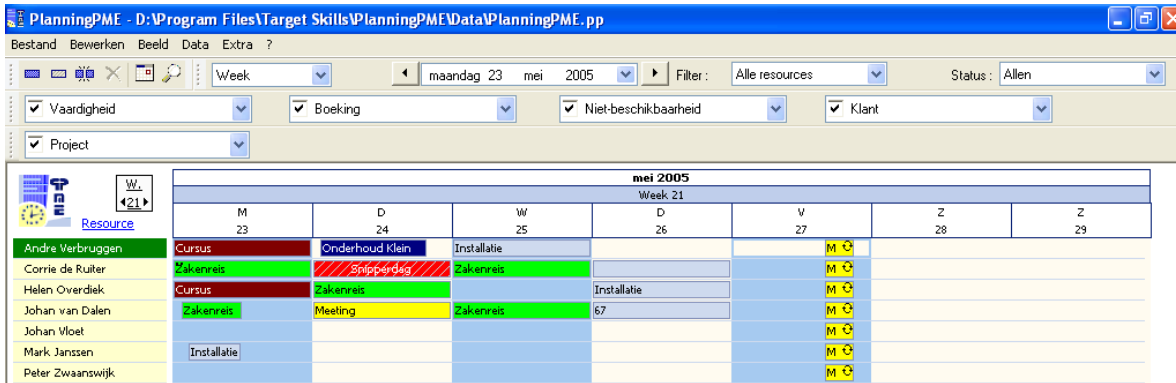 PlanningPME - D:\Program Files\Target Skills\PlanningPME\Data\PlanningPME.pp
Bestand Bewerken Beeld Data Extra ?
Week maandag 23 mei 2005 Filter : Alle resources Status : Allen
Vaardigheid Boeking Niet-beschikbaarheid Klant
Project
mei 2005
W. Week 21
21
PME
Resource
M D W D V Z Z
23 24 25 26 27 28 29
Andre Verbruggen Cursus Onderhoud Klein Installatie M
Corrie de Ruiter Zakenreis Snipperdag Zakenreis M
Helen Overdiek Cursus Zakenreis Installatie M
Johan van Dalen Zakenreis Meeting Zakenreis 67 M
Johan Vloet M
Mark Janssen Installatie M
Peter Zwaanswijk M